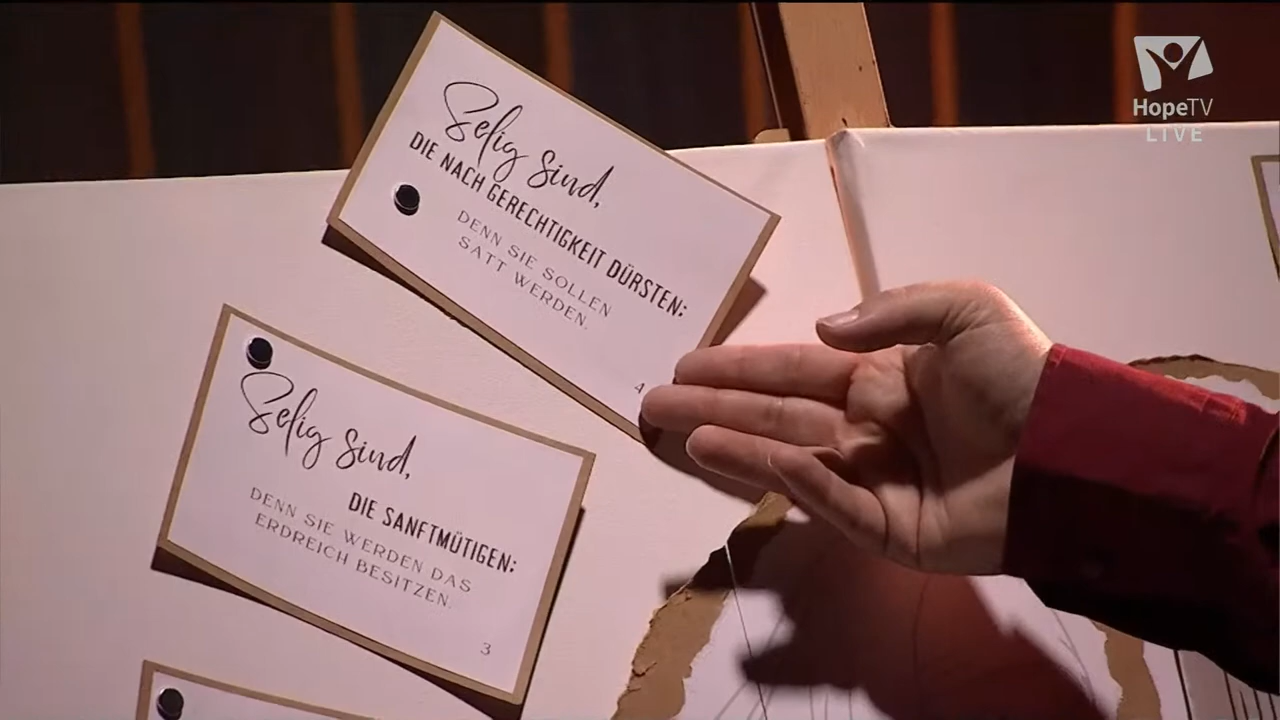 HopeTV
LIVE
Selig sind,
DIE NACH GERECHTIGKEIT DÜRSTEN;
DENN SIE SOLLEN
SATT WERDEN.
4
Selig sind,
DIE SANFTMÜTIGEN;
DENN SIE WERDEN DAS
ERDREICH BESITZEN.
3